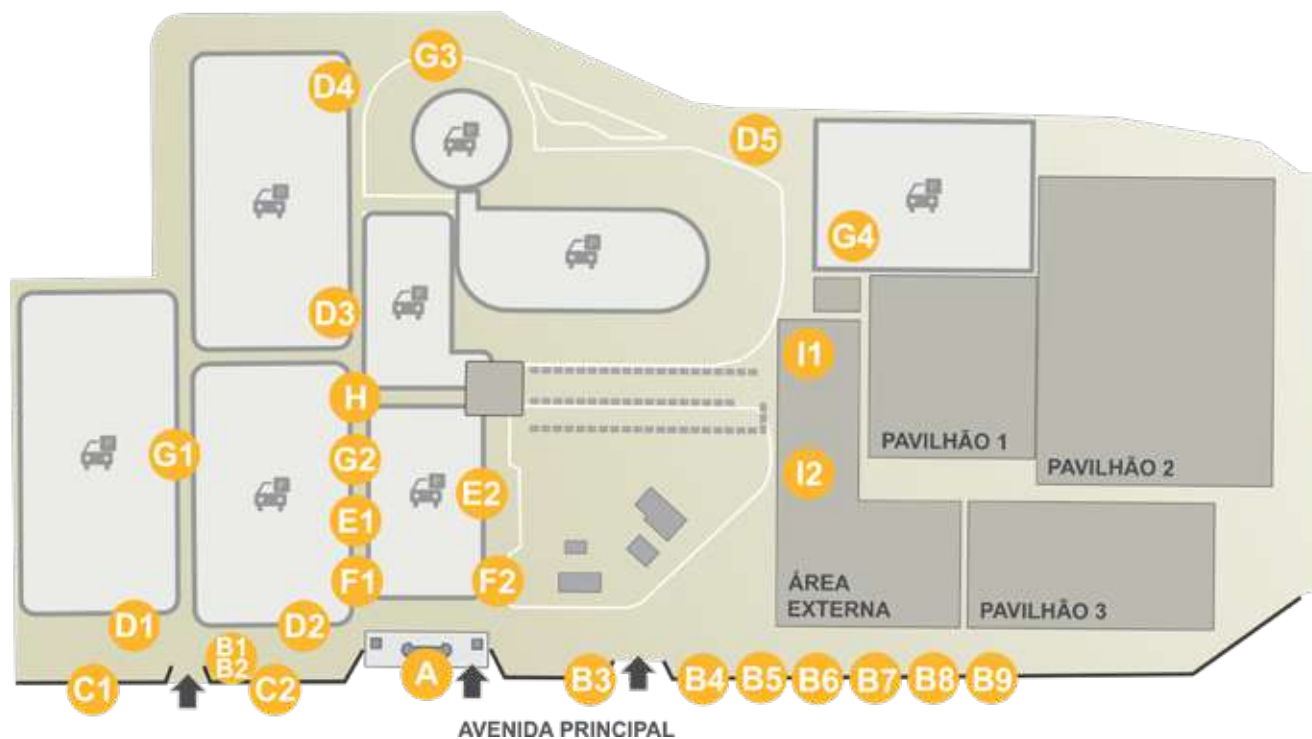 G3
D4
D5
G4
D3
I1
H
PAVILHÃO 1
G1
G2
I2
PAVILHÃO 2
E2
E1
F1
F2
ÁREA
EXTERNA
PAVILHÃO 3
D1
D2
B1
B2
C1
C2
A
B3
B4
B5
B6
B7
B8
B9
AVENIDA PRINCIPAL